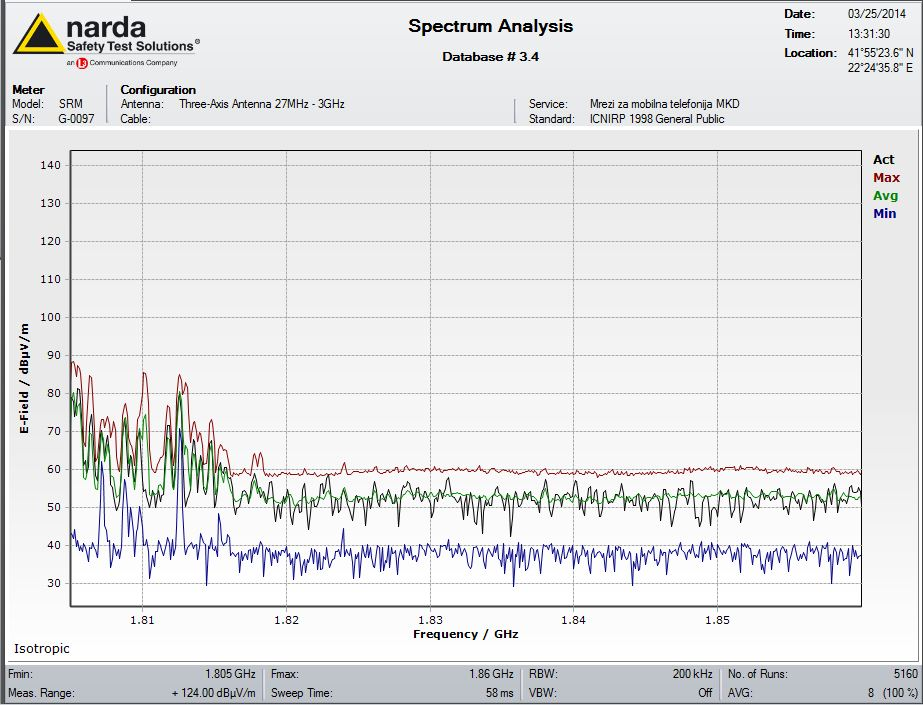 narda
Safety Test Solutions®
an L3 Communications Company
Spectrum Analysis
Database # 3.4
Date: 03/25/2014
Time: 13:31:30
Location: 41°55'23.6" N
22°24'35.8" E
Meter
Model: SRM
S/N: G-0097
Configuration
Antenna: Three-Axis Antenna 27MHz - 3GHz
Cable:
Service: Mrezi za mobilna telefonija MKD
Standard: ICNIRP 1998 General Public
Act
Max
Avg
Min
E-Field / dBµV/m
140
130
120
110
100
90
80
70
60
50
40
30
1.81 1.82 1.83 1.84 1.85
Frequency / GHz
Isotropic
Fmin: 1.805 GHz Fmax: 1.86 GHz RBW: 200 kHz No. of Runs: 5160
Meas. Range: + 124.00 dBµV/m Sweep Time: 58 ms VBW: Off AVG: 8 (100 %)